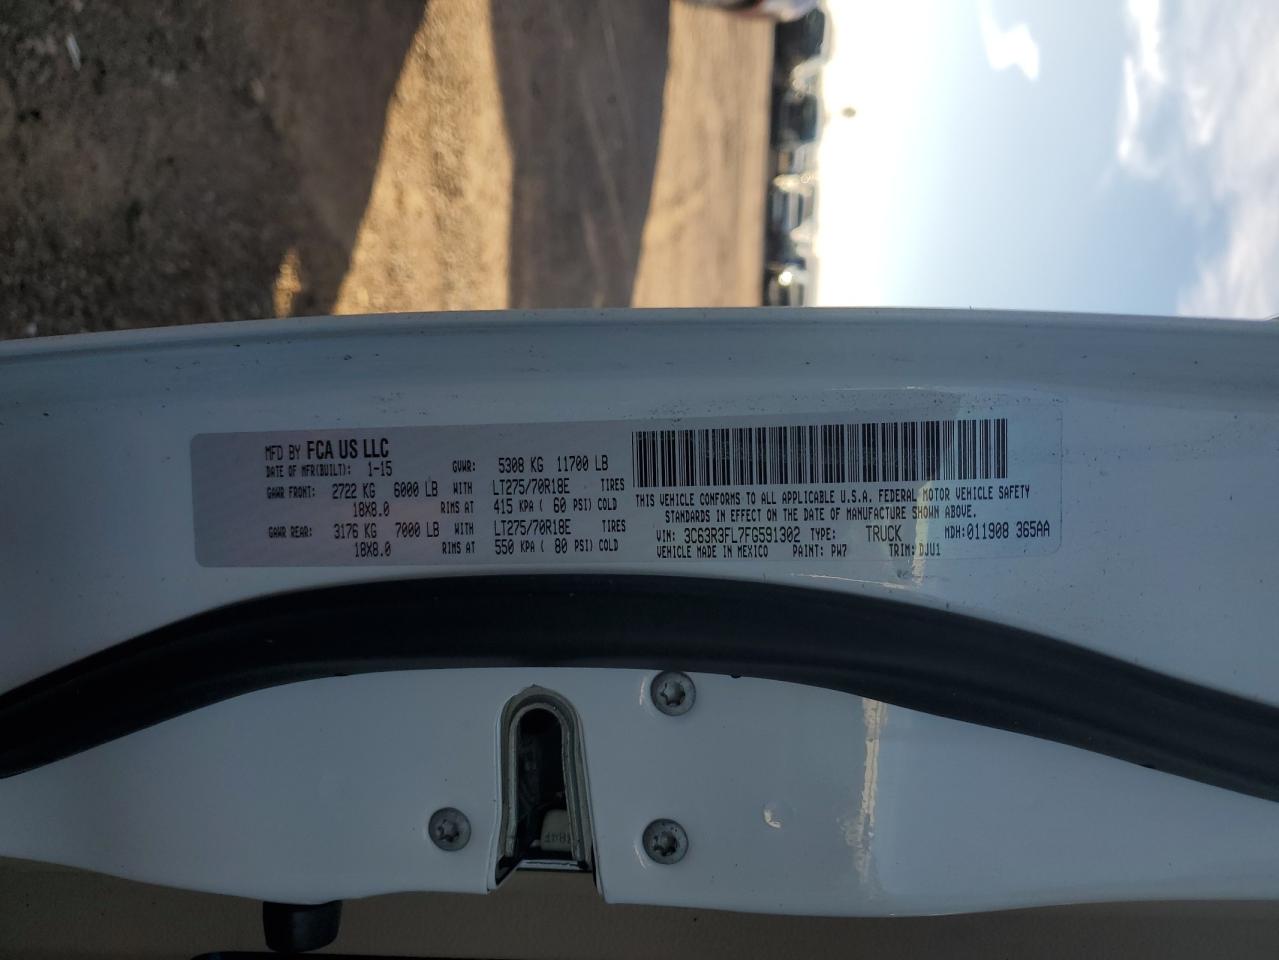 MFD BY FCA US LLC
DATE OF MFR(BUILT): 1-15 GVWR: 5308 KG 11700 LB
GAWR FRONT: 2722 KG 6000 LB WITH LT275/70R18E TIRES
18X8.0 RIMS AT 415 KPA ( 60 PSI) COLD
GAWR REAR: 3176 KG 7000 LB WITH LT275/70R18E TIRES
18X8.0 RIMS AT 550 KPA ( 80 PSI) COLD
THIS VEHICLE CONFORMS TO ALL APPLICABLE U.S.A. FEDERAL MOTOR VEHICLE SAFETY
STANDARDS IN EFFECT ON THE DATE OF MANUFACTURE SHOWN ABOVE.
VIN: 3C63R3FL7FG591302 TYPE: TRUCK MDH:011908 365AA
VEHICLE MADE IN MEXICO PAINT: PW7 TRIM: DJU1